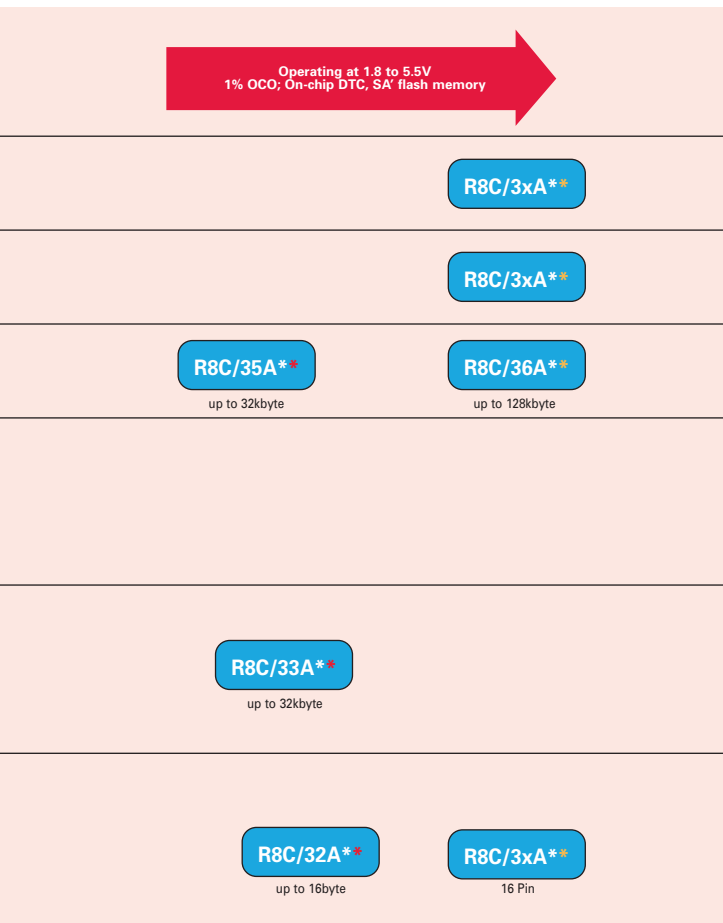 Operating at 1.8 to 5.5V
1% OCO; On-chip DTC, SA’ flash memory
R8C/3xA**
R8C/3xA**
R8C/35A**
R8C/36A**
up to 32kbyte
up to 128kbyte
R8C/33A**
up to 32kbyte
R8C/32A**
R8C/3xA**
up to 16byte
16 Pin